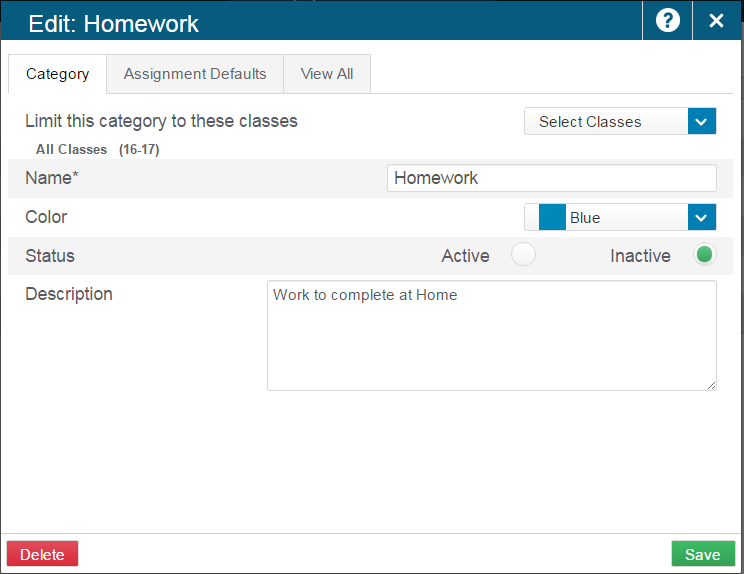 Edit: Homework ? ×
Category Assignment Defaults View All
Limit this category to these classes Select Classes
All Classes (16-17)
Name* Homework
Color Blue
Status Active Inactive
Description Work to complete at Home
Delete Save